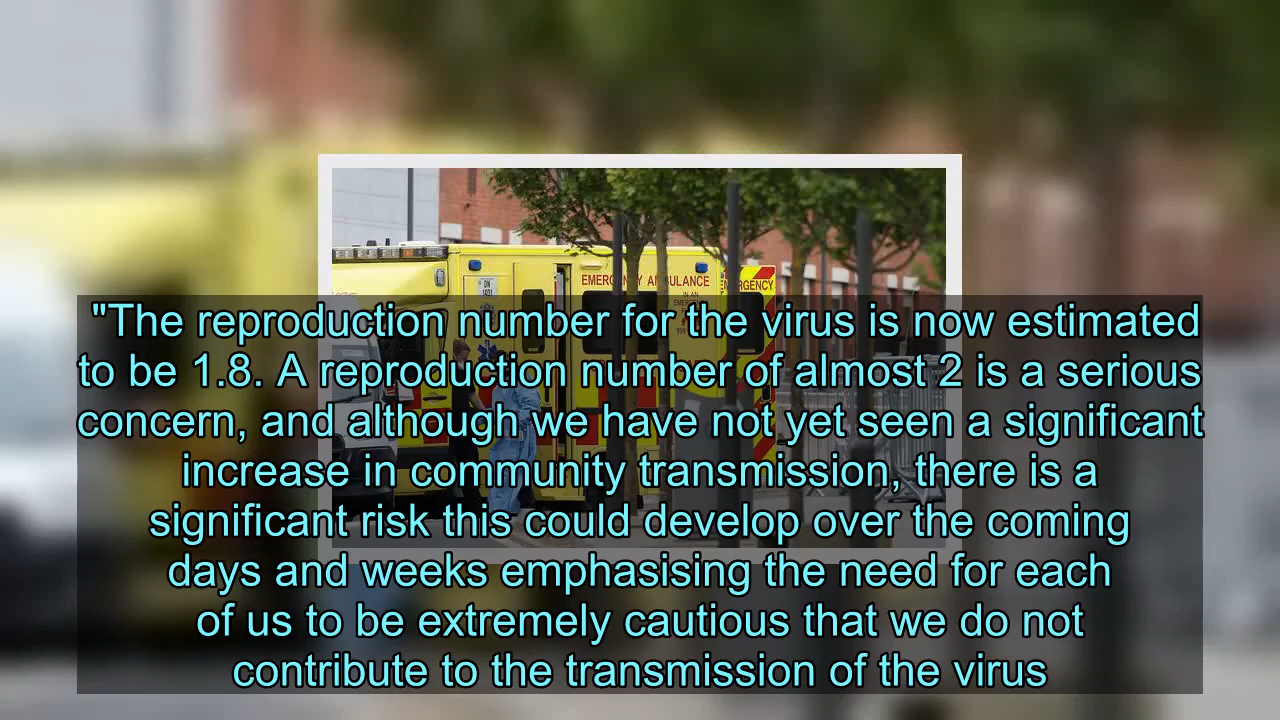 EMERGENCY AMBULANCE
EMERGENCY
"The reproduction number for the virus is now estimated
to be 1.8. A reproduction number of almost 2 is a serious
concern, and although we have not yet seen a significant
increase in community transmission, there is a
significant risk this could develop over the coming
days and weeks emphasising the need for each
of us to be extremely cautious that we do not
contribute to the transmission of the virus